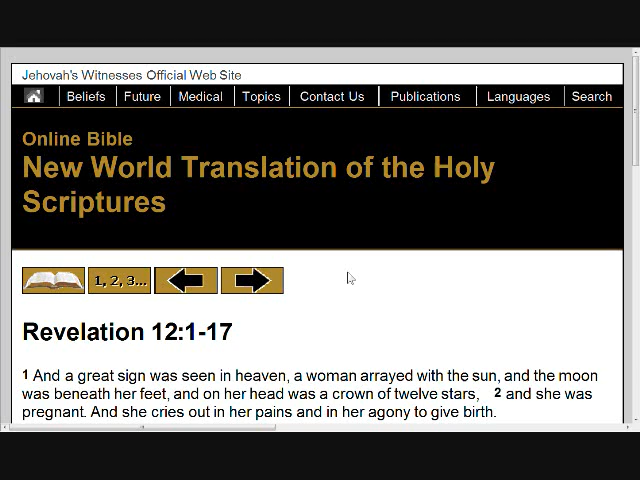 Jehovah's Witnesses Official Web Site
Beliefs Future Medical Topics Contact Us Publications Languages Search
Online Bible
New World Translation of the Holy
Scriptures
1, 2, 3...
Revelation 12:1-17
1 And a great sign was seen in heaven, a woman arrayed with the sun, and the moon
was beneath her feet, and on her head was a crown of twelve stars, 2 and she was
pregnant. And she cries out in her pains and in her agony to give birth.